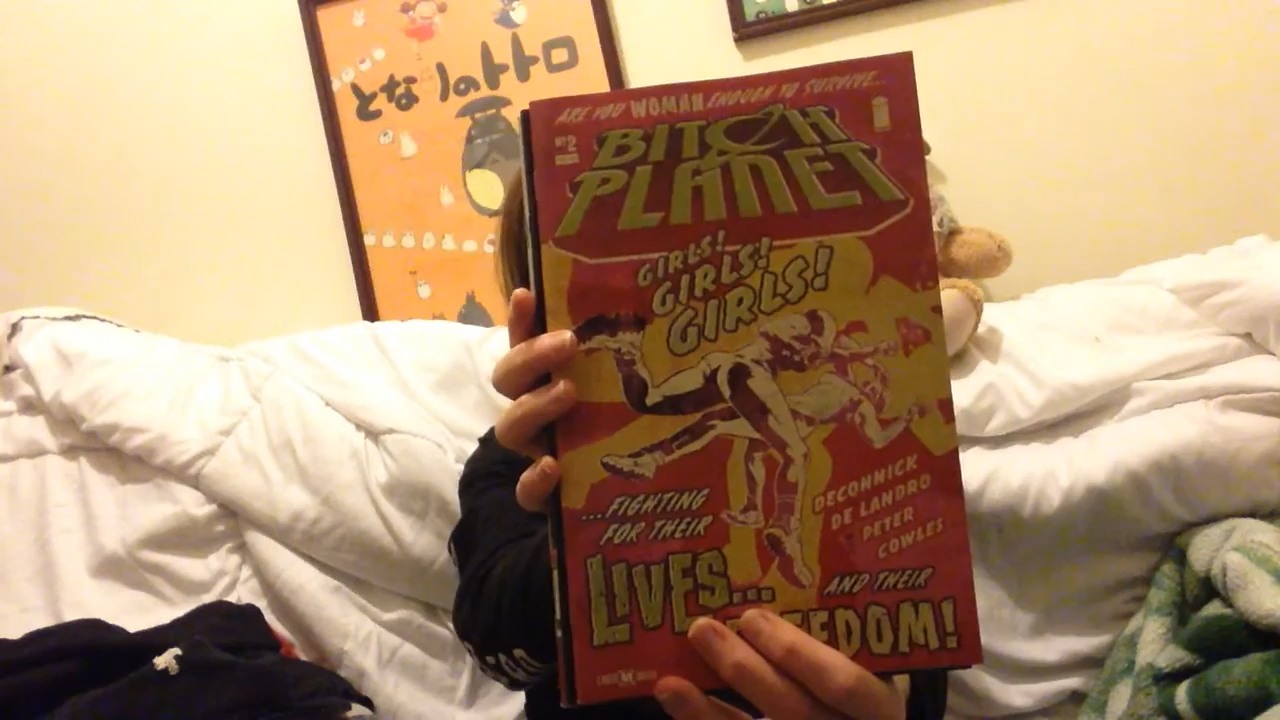 となりのトトロ
ARE YOU WOMAN ENOUGH TO SURVIVE...
Nº2
BITCH
PLANET
GIRLS!
GIRLS!
GIRLS!
...FIGHTING
FOR THEIR
LIVES...
DECONNICK
DE LANDRO
PETER
COWLES
AND THEIR